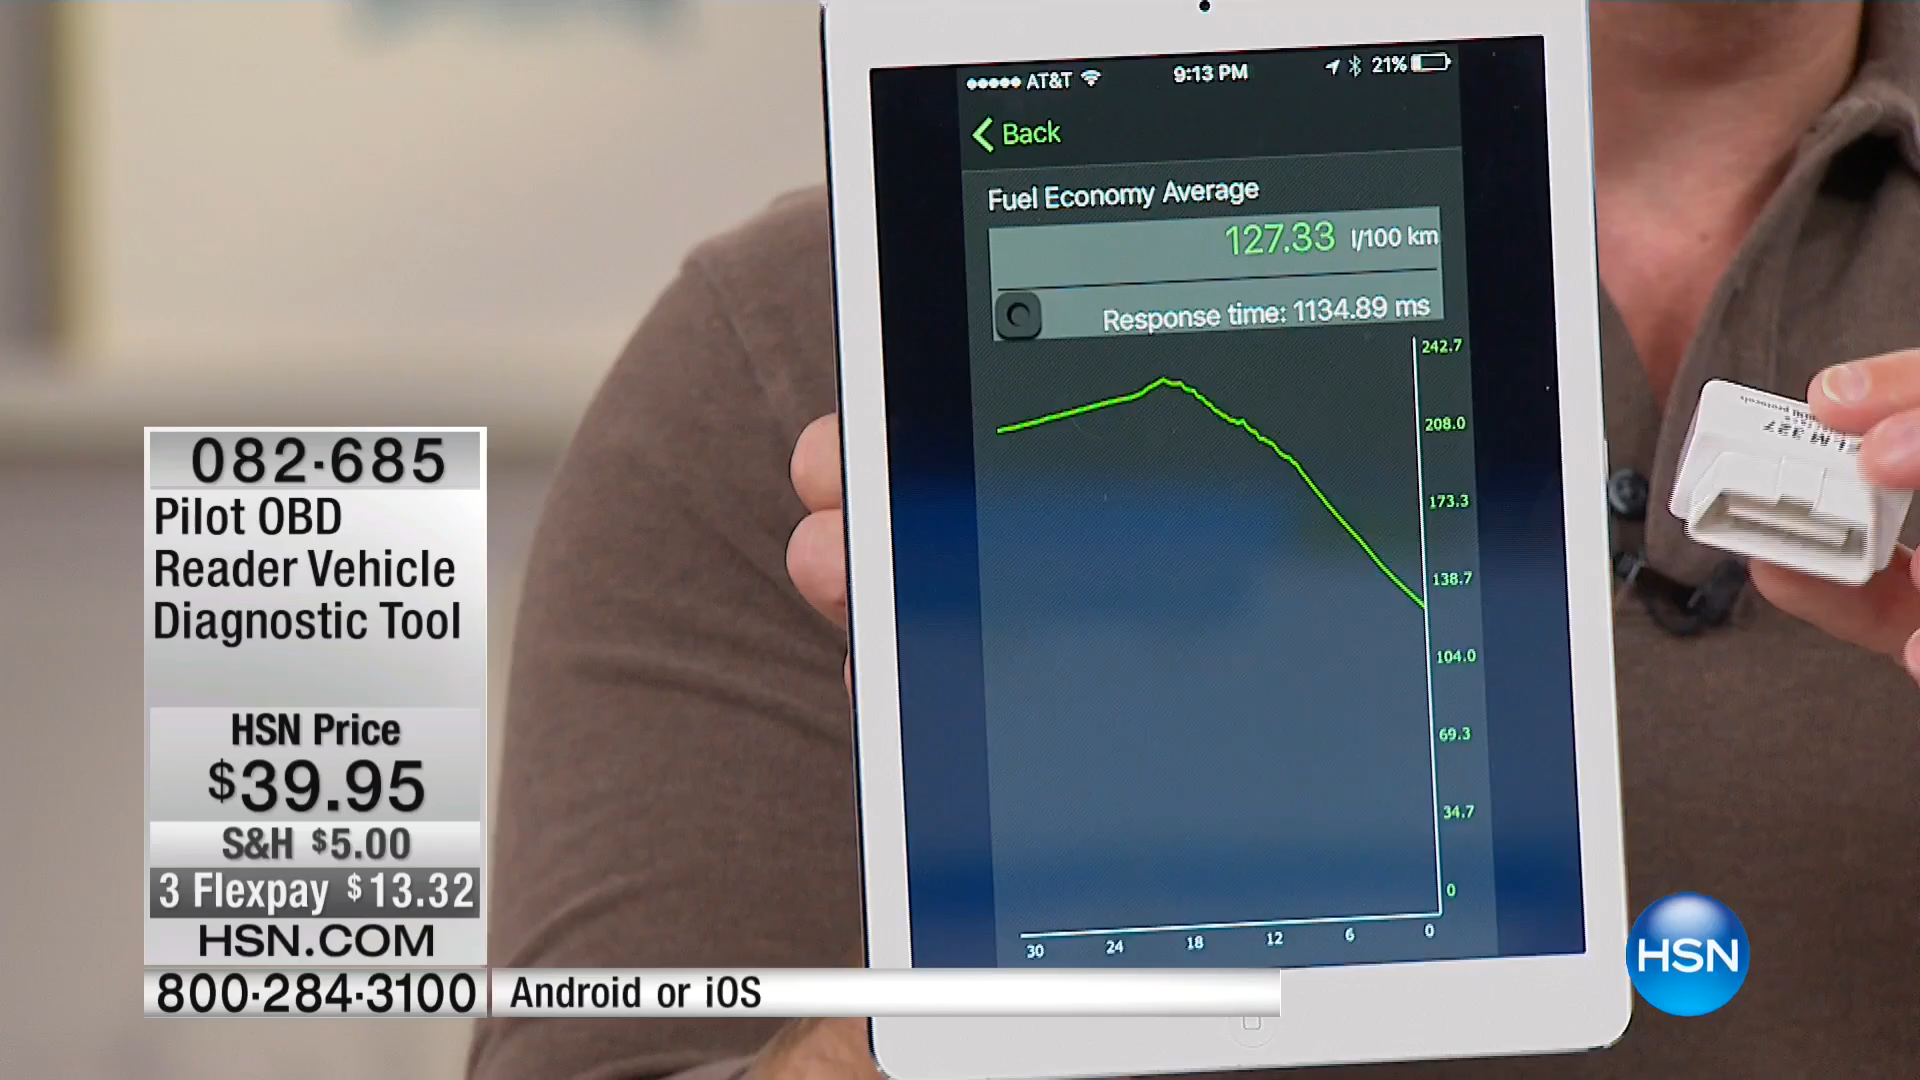 AT&T 9:13 PM 21%
Back
Fuel Economy Average
127.33 l/100 km
Response time: 1134.89 ms
242.7
208.0
173.3
138.7
104.0
69.3
34.7
0
30 24 18 12 6 0
ELM 327
082·685
Pilot OBD
Reader Vehicle
Diagnostic Tool
HSN Price
$39.95
S&H $5.00
3 Flexpay $13.32
HSN.COM
800·284·3100
Android or iOS
HSN